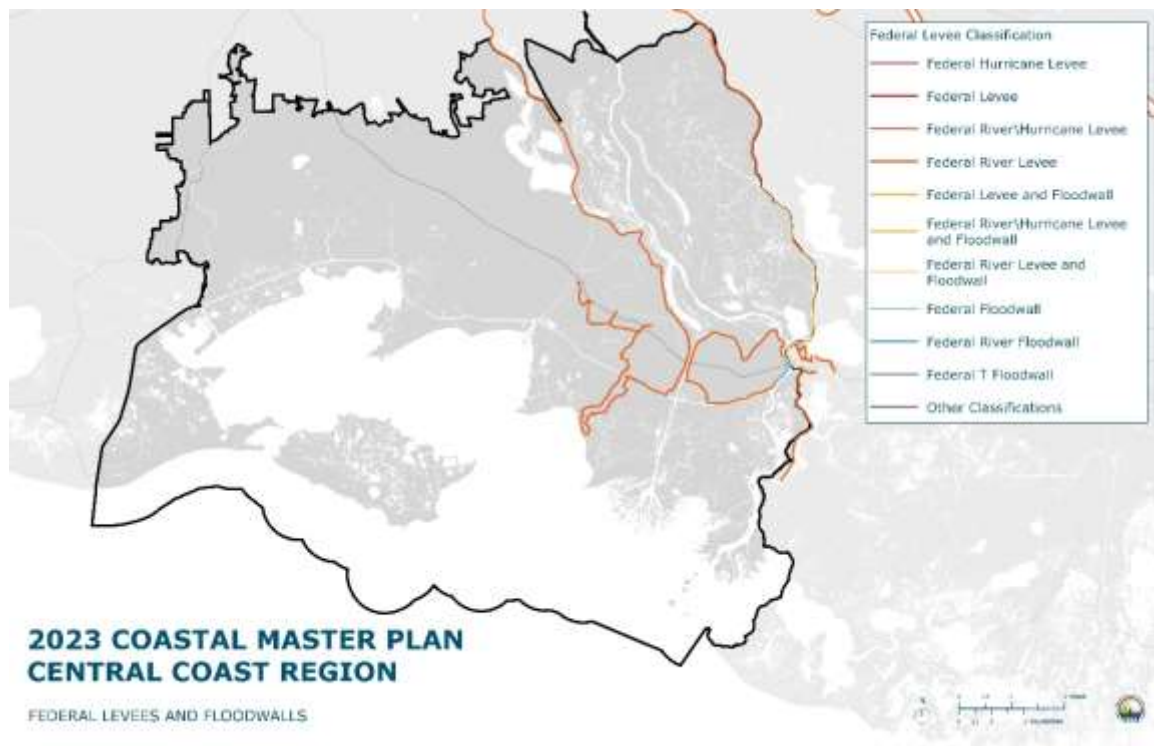 Federal Levee Classification
Federal Hurricane Levee
Federal Levee
Federal River\Hurricane Levee
Federal River Levee
Federal Levee and Floodwall
Federal River\Hurricane Levee
and Floodwall
Federal River Levee and
Floodwall
Federal Floodwall
Federal River Floodwall
Federal T Floodwall
Other Classifications
2023 COASTAL MASTER PLAN
CENTRAL COAST REGION
FEDERAL LEVEES AND FLOODWALLS